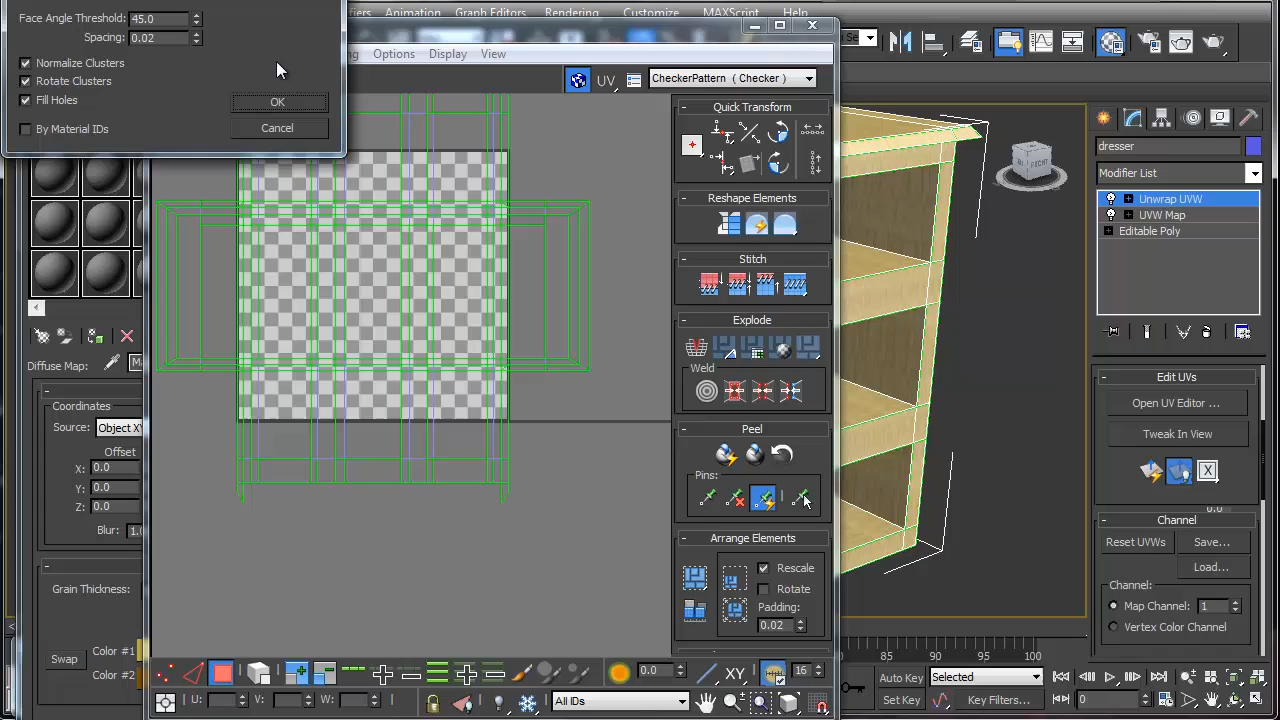 Modifiers Animation Graph Editors Rendering Customize MAXScript Help
Face Angle Threshold: 45.0
Spacing: 0.02
Normalize Clusters
Rotate Clusters
Fill Holes
OK
By Material IDs
Cancel
Options Display View
UV
CheckerPattern ( Checker )
Quick Transform
Reshape Elements
Stitch
Explode
Weld
Peel
Pins:
Arrange Elements
Rescale
Rotate
Padding:
0.02
dresser
Modifier List
Unwrap UVW
UVW Map
Editable Poly
Edit UVs
Open UV Editor ...
Tweak In View
Channel
Reset UVWs Save...
Load...
Channel:
Map Channel: 1
Vertex Color Channel
Diffuse Map:
Coordinates
Source: Object XY
Offset
X: 0.0
Y: 0.0
Z: 0.0
Blur: 1.0
Grain Thickness:
Swap
Color #1
Color #2
0.0
XY
16
U: V: W:
All IDs
85 90 95 100
Auto Key Selected
Set Key Key Filters...
0